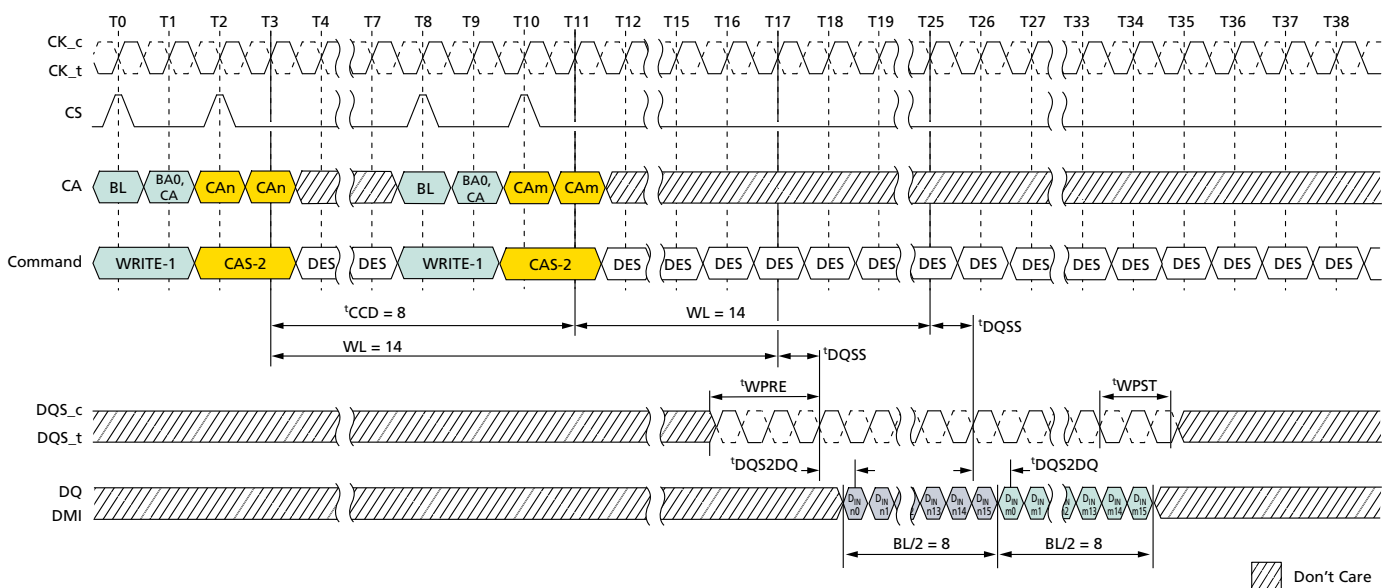 T0 T1 T2 T3 T4 T7 T8 T9 T10 T11 T12 T15 T16 T17 T18 T19 T25 T26 T27 T33 T34 T35 T36 T37 T38
CK_c
CK_t
CS
CA BL BA0, CA CAn CAn BL BA0, CA CAm CAm
Command WRITE-1 CAS-2 DES DES WRITE-1 CAS-2 DES DES DES DES DES DES DES DES DES DES DES DES DES DES DES
tCCD = 8 WL = 14 tDQSS
WL = 14 tDQSS
tWPRE tWPST
DQS_c
DQS_t
tDQS2DQ tDQS2DQ
DQ
DMI
DIN n0 DIN n1 DIN n13 DIN n14 DIN n15 DIN m0 DIN m1 DIN m13 DIN m14 DIN m15
BL/2 = 8 BL/2 = 8
Don't Care